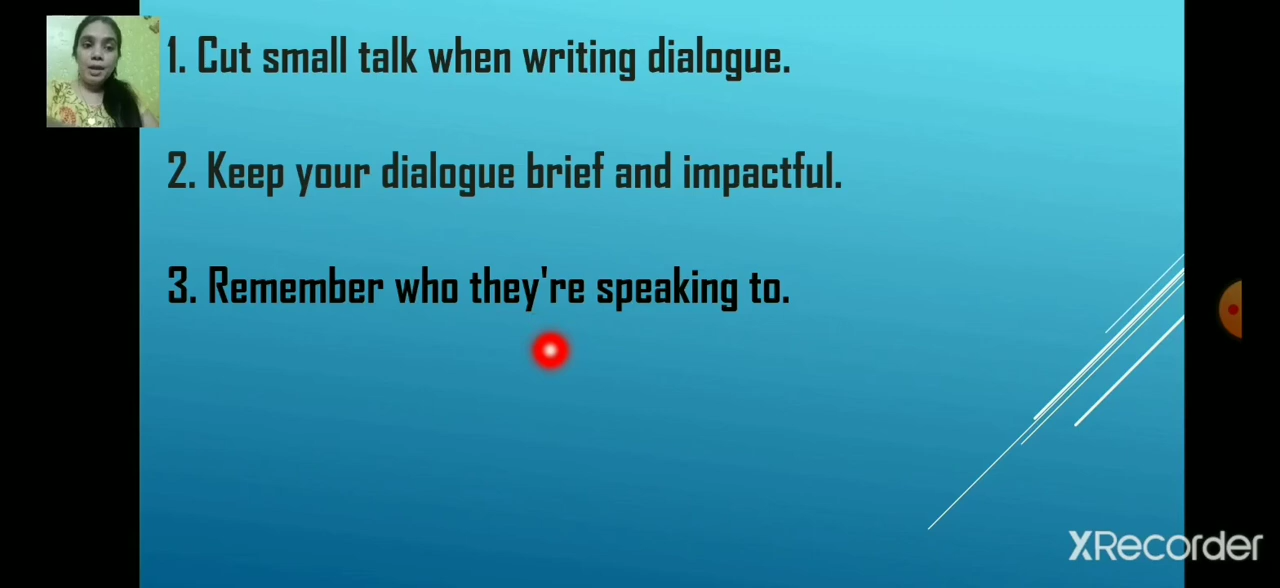 1. Cut small talk when writing dialogue.
2. Keep your dialogue brief and impactful.
3. Remember who they're speaking to.
XRecorder